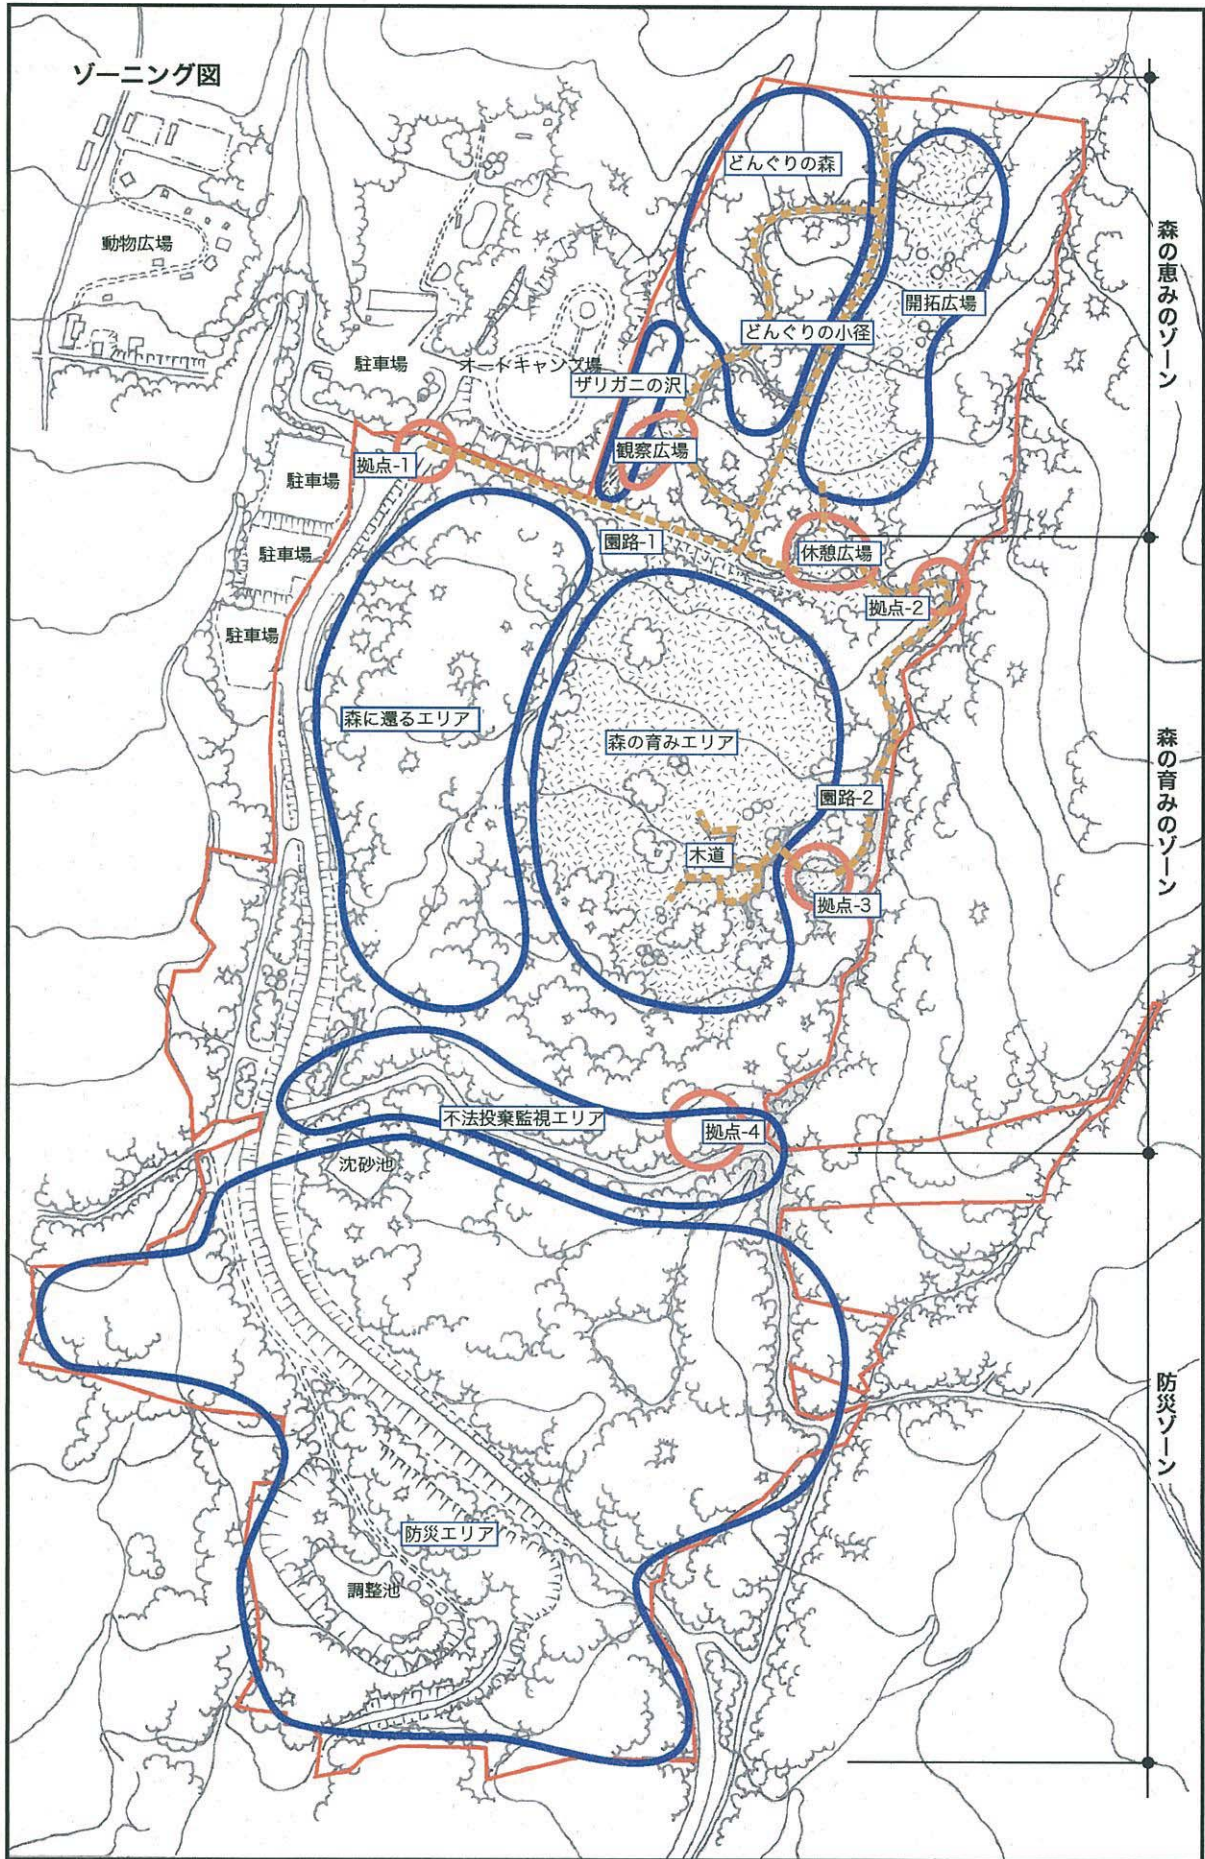 ゾーニング図
どんぐりの森
動物広場
森の恵みのゾーン
開拓広場
どんぐりの小径
駐車場
オートキャンプ場
ザリガニの沢
観察広場
拠点-1
駐車場
園路-1
休憩広場
駐車場
拠点-2
駐車場
森に還るエリア
森の育みエリア
森の育みのゾーン
園路-2
木道
拠点-3
不法投棄監視エリア
拠点-4
沈砂池
防災ゾーン
防災エリア
調整池